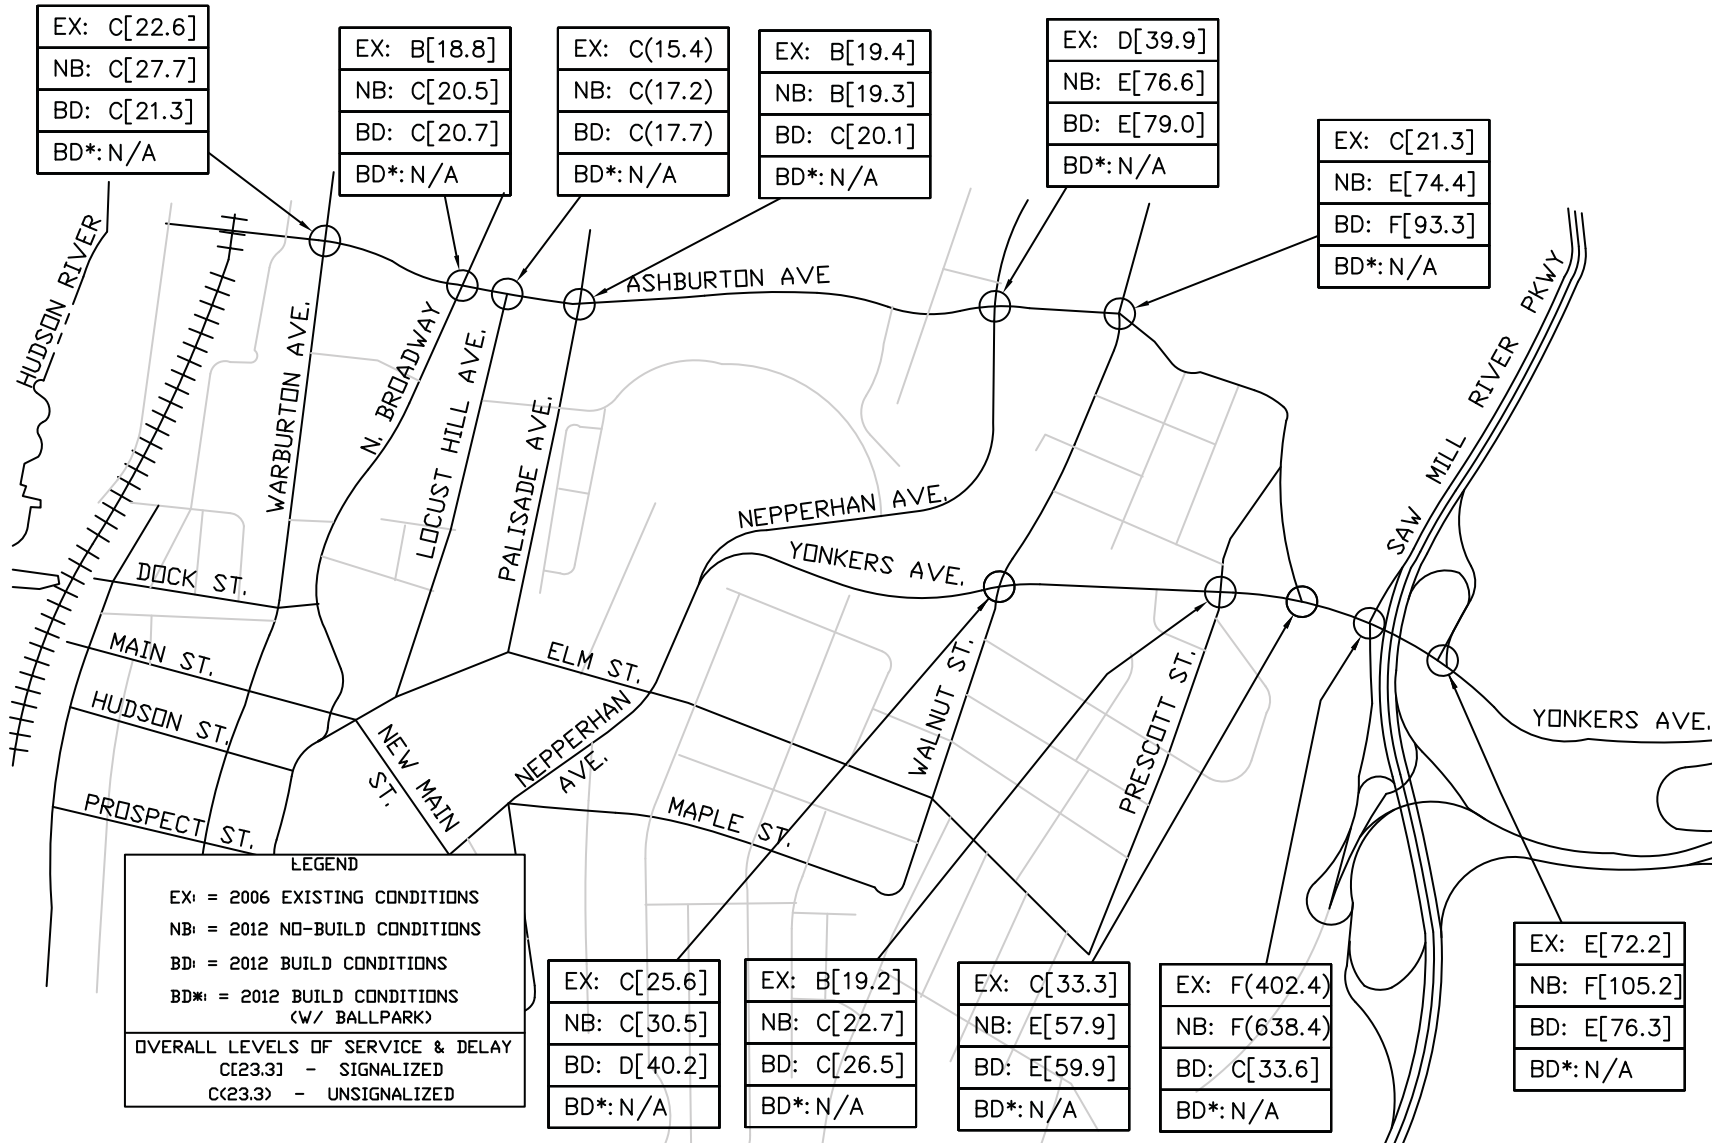 EX: C[22.6]
NB: C[27.7]
BD: C[21.3]
BD*: N/A
EX: B[18.8]
NB: C[20.5]
BD: C[20.7]
BD*: N/A
EX: C(15.4)
NB: C(17.2)
BD: C(17.7)
BD*: N/A
EX: B[19.4]
NB: B[19.3]
BD: C[20.1]
BD*: N/A
EX: D[39.9]
NB: E[76.6]
BD: E[79.0]
BD*: N/A
EX: C[21.3]
NB: E[74.4]
BD: F[93.3]
BD*: N/A
HUDSON RIVER
WARBURTON AVE.
N. BROADWAY
LOCUST HILL AVE.
PALISADE AVE.
ASHBURTON AVE
NEPPERHAN AVE.
YONKERS AVE.
SAW MILL RIVER PKWY
DOCK ST.
MAIN ST.
HUDSON ST.
PROSPECT ST.
ELM ST.
NEW MAIN
ST.
NEPPERHAN
AVE.
MAPLE ST.
WALNUT ST.
PRESCOTT ST.
YONKERS AVE.
LEGEND
EX: = 2006 EXISTING CONDITIONS
NB: = 2012 NO-BUILD CONDITIONS
BD: = 2012 BUILD CONDITIONS
BD*: = 2012 BUILD CONDITIONS
(W/ BALLPARK)
OVERALL LEVELS OF SERVICE & DELAY
C[23.3] - SIGNALIZED
C(23.3) - UNSIGNALIZED
EX: C[25.6]
NB: C[30.5]
BD: D[40.2]
BD*: N/A
EX: B[19.2]
NB: C[22.7]
BD: C[26.5]
BD*: N/A
EX: C[33.3]
NB: E[57.9]
BD: E[59.9]
BD*: N/A
EX: F(402.4)
NB: F(638.4)
BD: C[33.6]
BD*: N/A
EX: E[72.2]
NB: F[105.2]
BD: E[76.3]
BD*: N/A